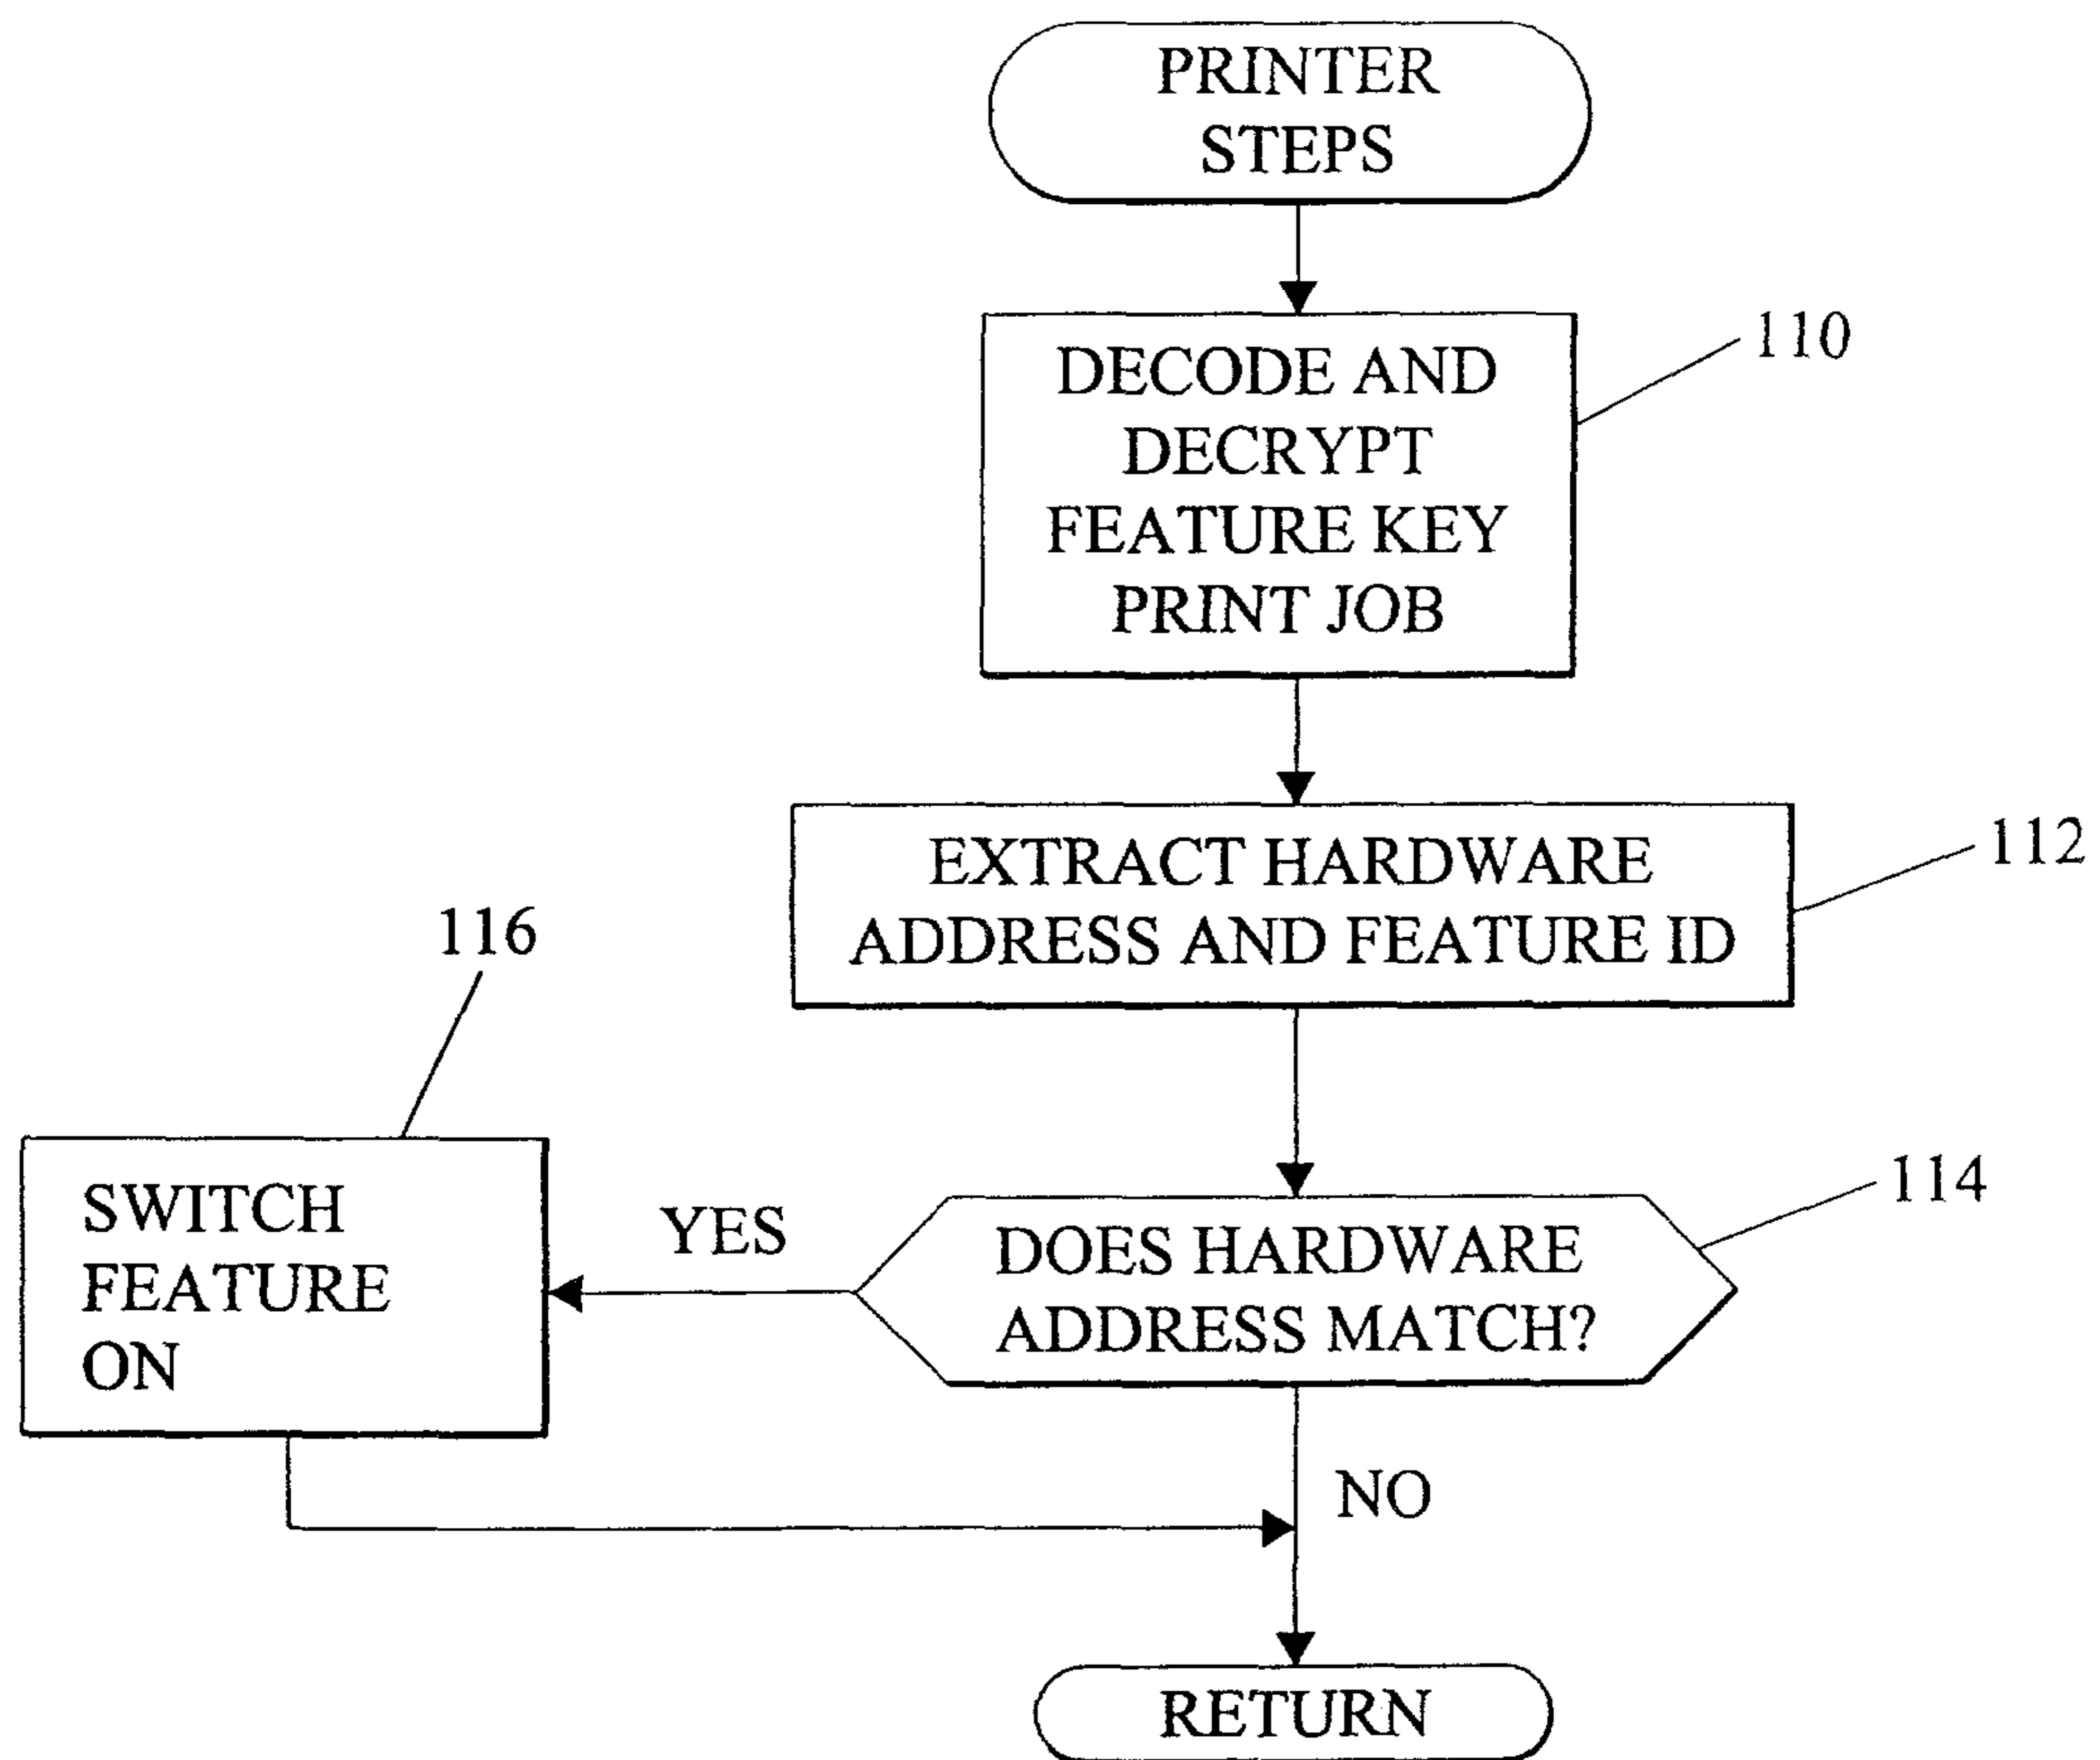 PRINTER
STEPS
DECODE AND
DECRYPT
FEATURE KEY
PRINT JOB
110
EXTRACT HARDWARE
ADDRESS AND FEATURE ID
112
116
SWITCH
FEATURE
ON
YES
DOES HARDWARE
ADDRESS MATCH?
114
NO
RETURN